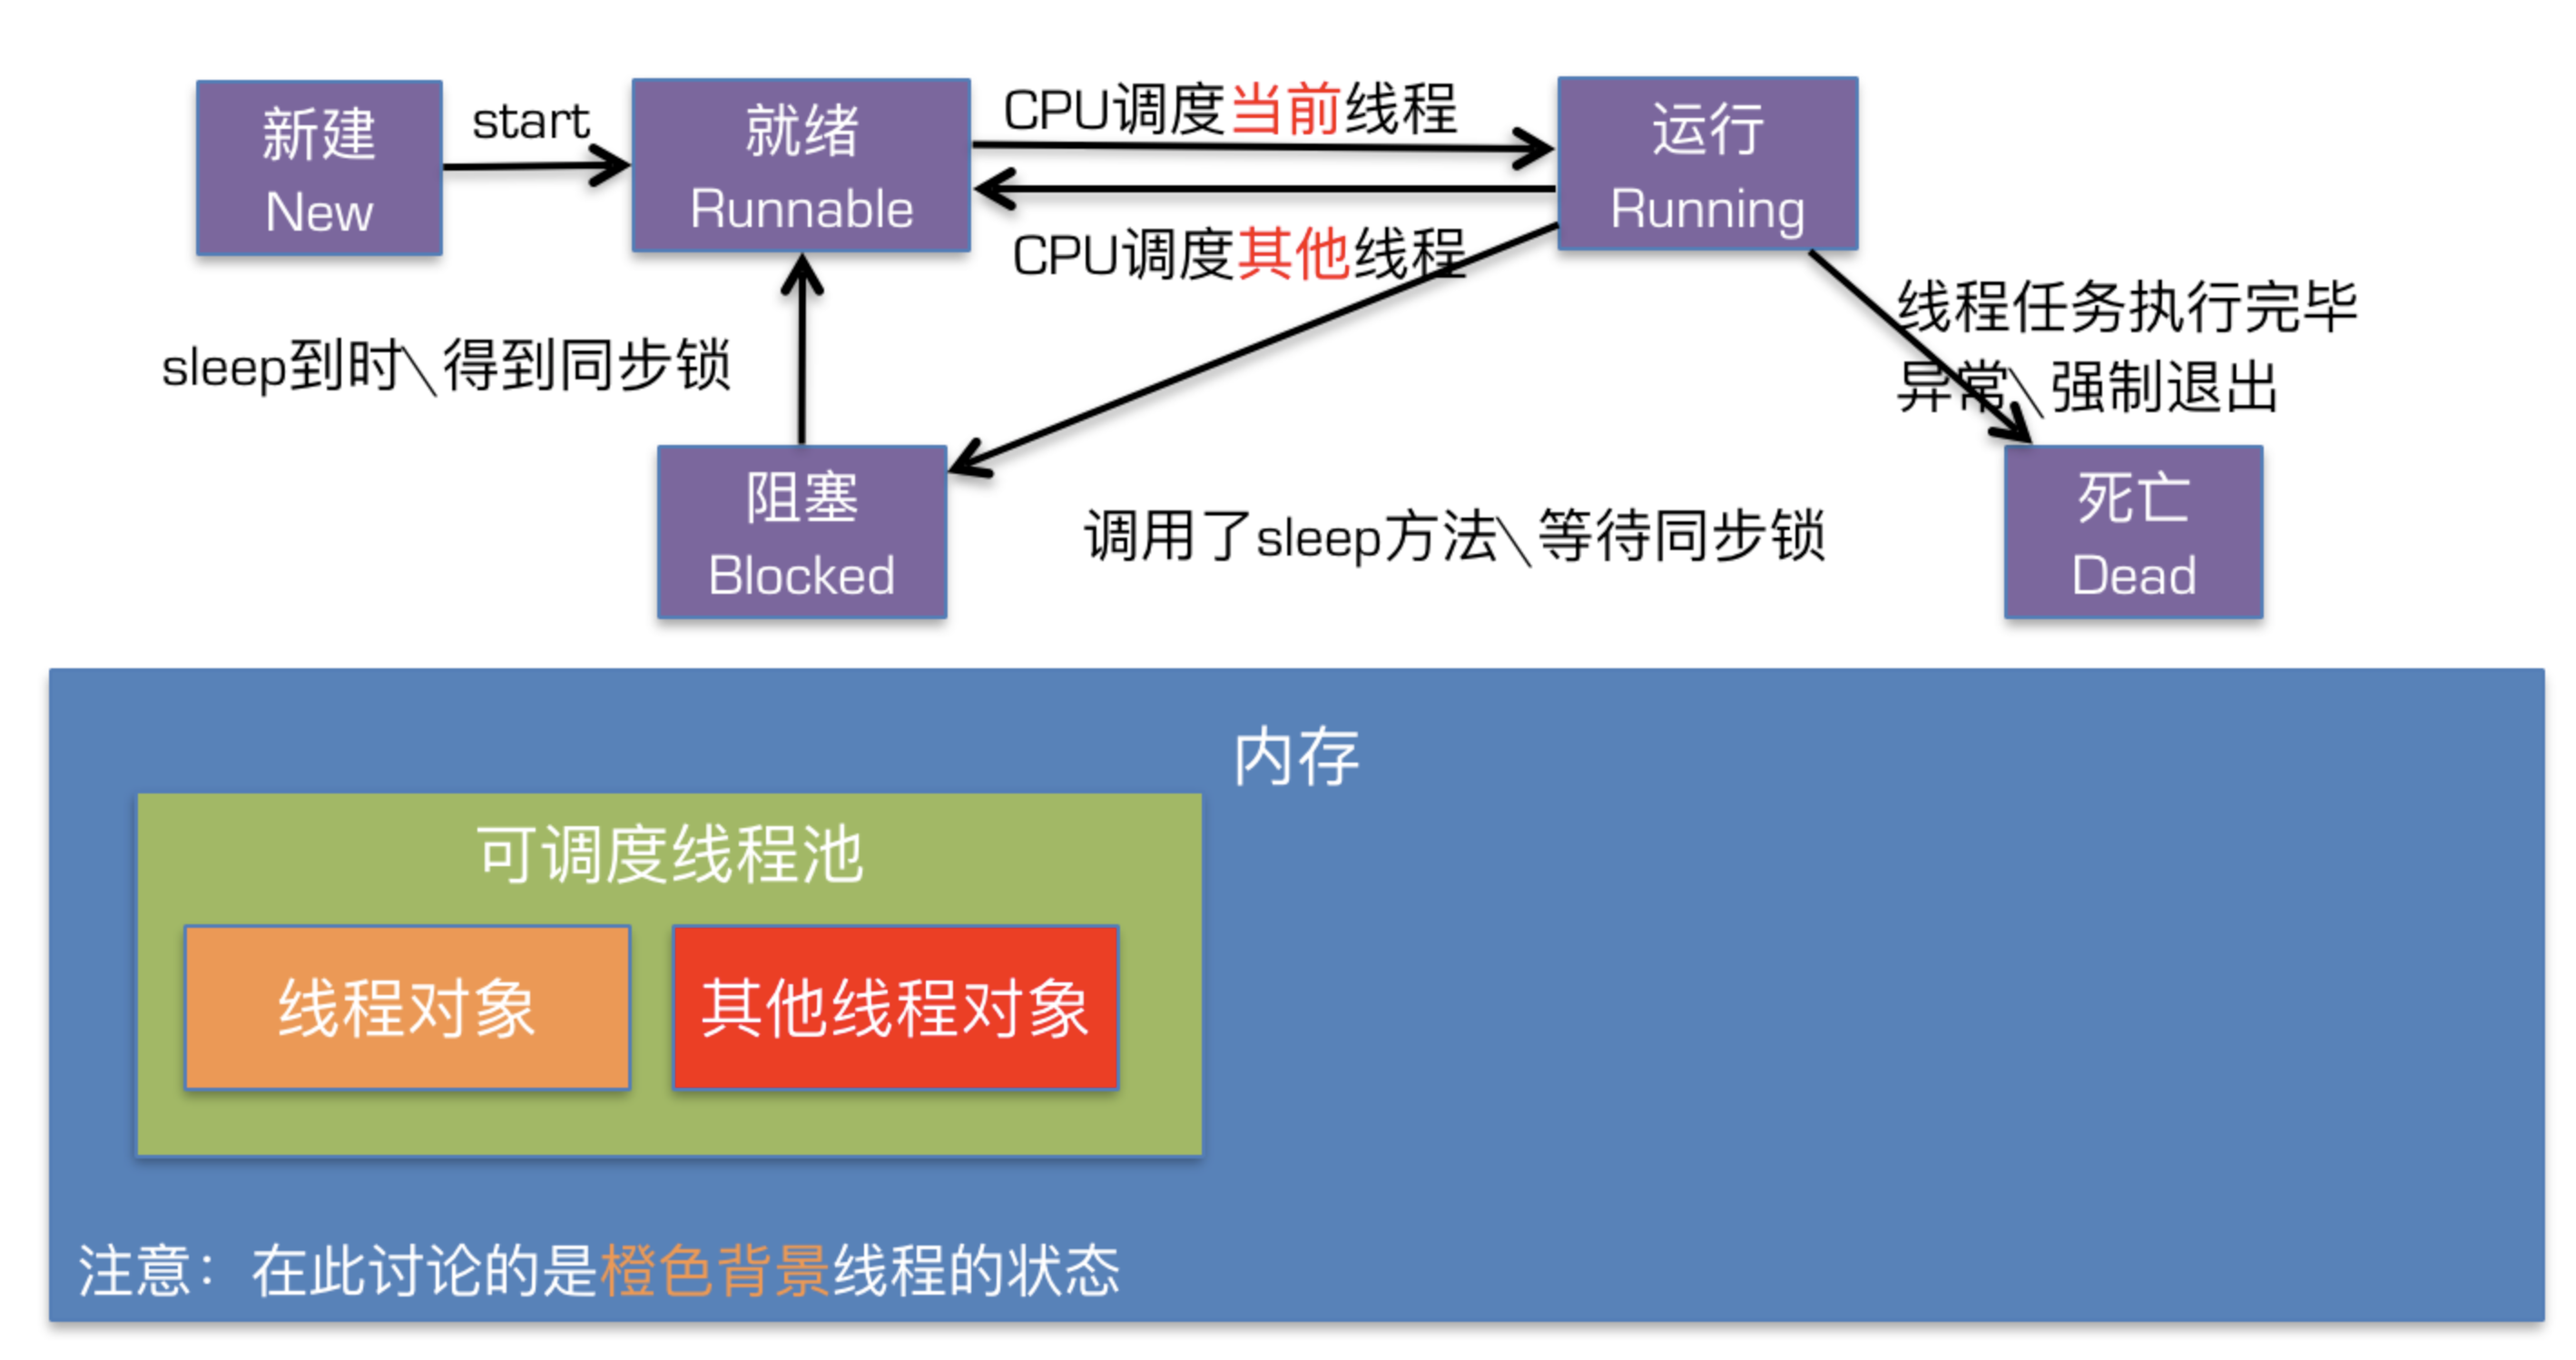 新建
New
start
就绪
Runnable
CPU调度当前线程
CPU调度其他线程
运行
Running
线程任务执行完毕
异常\强制退出
sleep到时\得到同步锁
阻塞
Blocked
调用了sleep方法\等待同步锁
死亡
Dead
内存
可调度线程池
线程对象
其他线程对象
注意：在此讨论的是橙色背景线程的状态